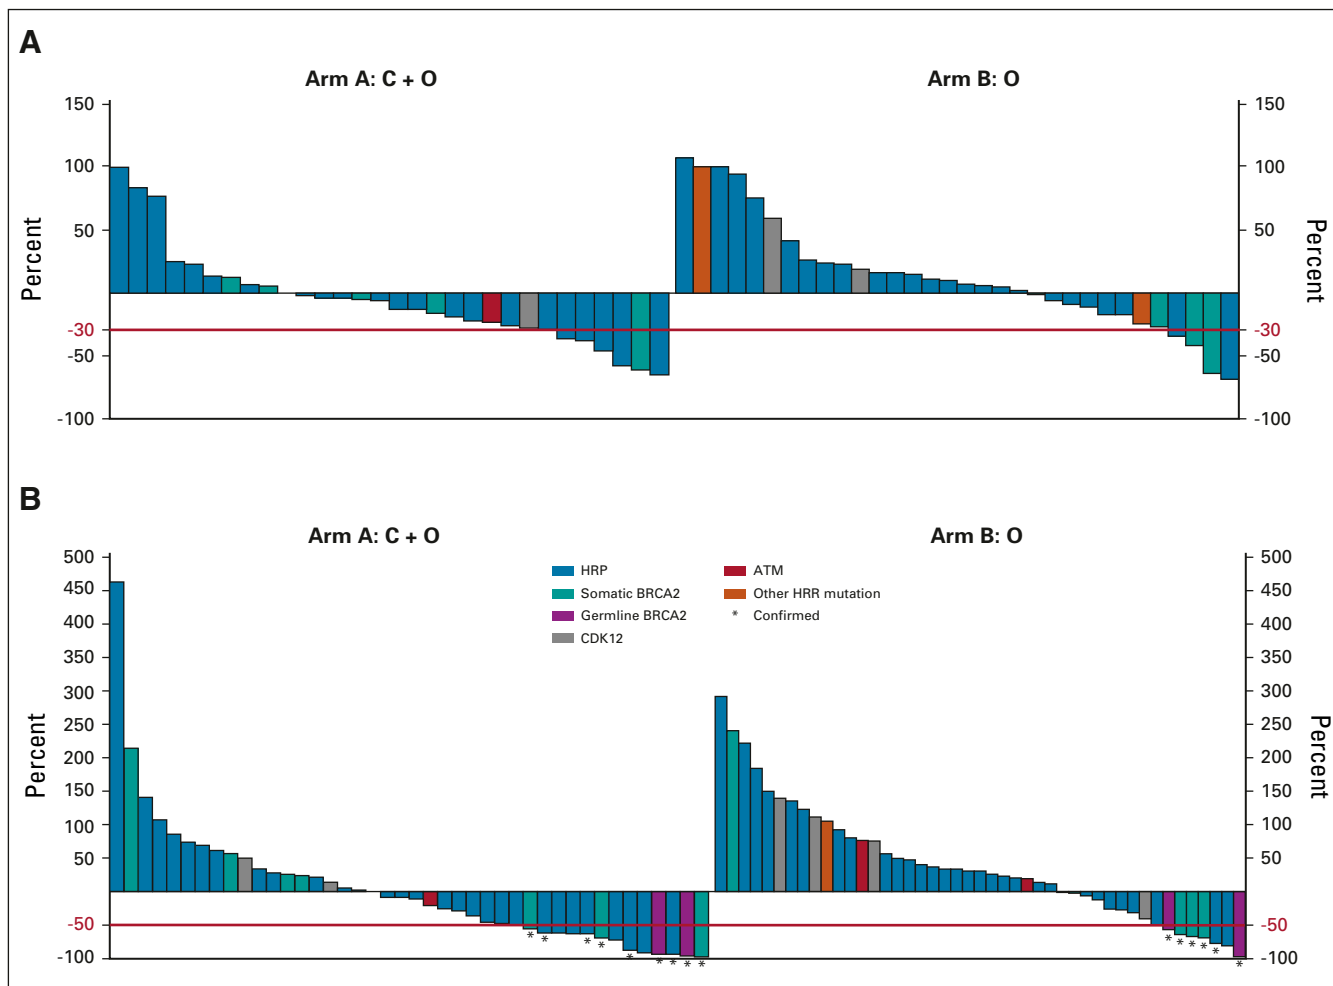 A
Arm A: C + O
Arm B: O
Percent
150
100
50
-30
-50
-100
150
100
50
-30
-50
-100
Percent
B
Arm A: C + O
Arm B: O
Percent
500
450
400
350
300
250
200
150
100
50
-50
-100
HRP
Somatic BRCA2
Germline BRCA2
CDK12
ATM
Other HRR mutation
* Confirmed
* * * * * * * * *
* * * * * *
500
450
400
350
300
250
200
150
100
50
-50
-100
Percent